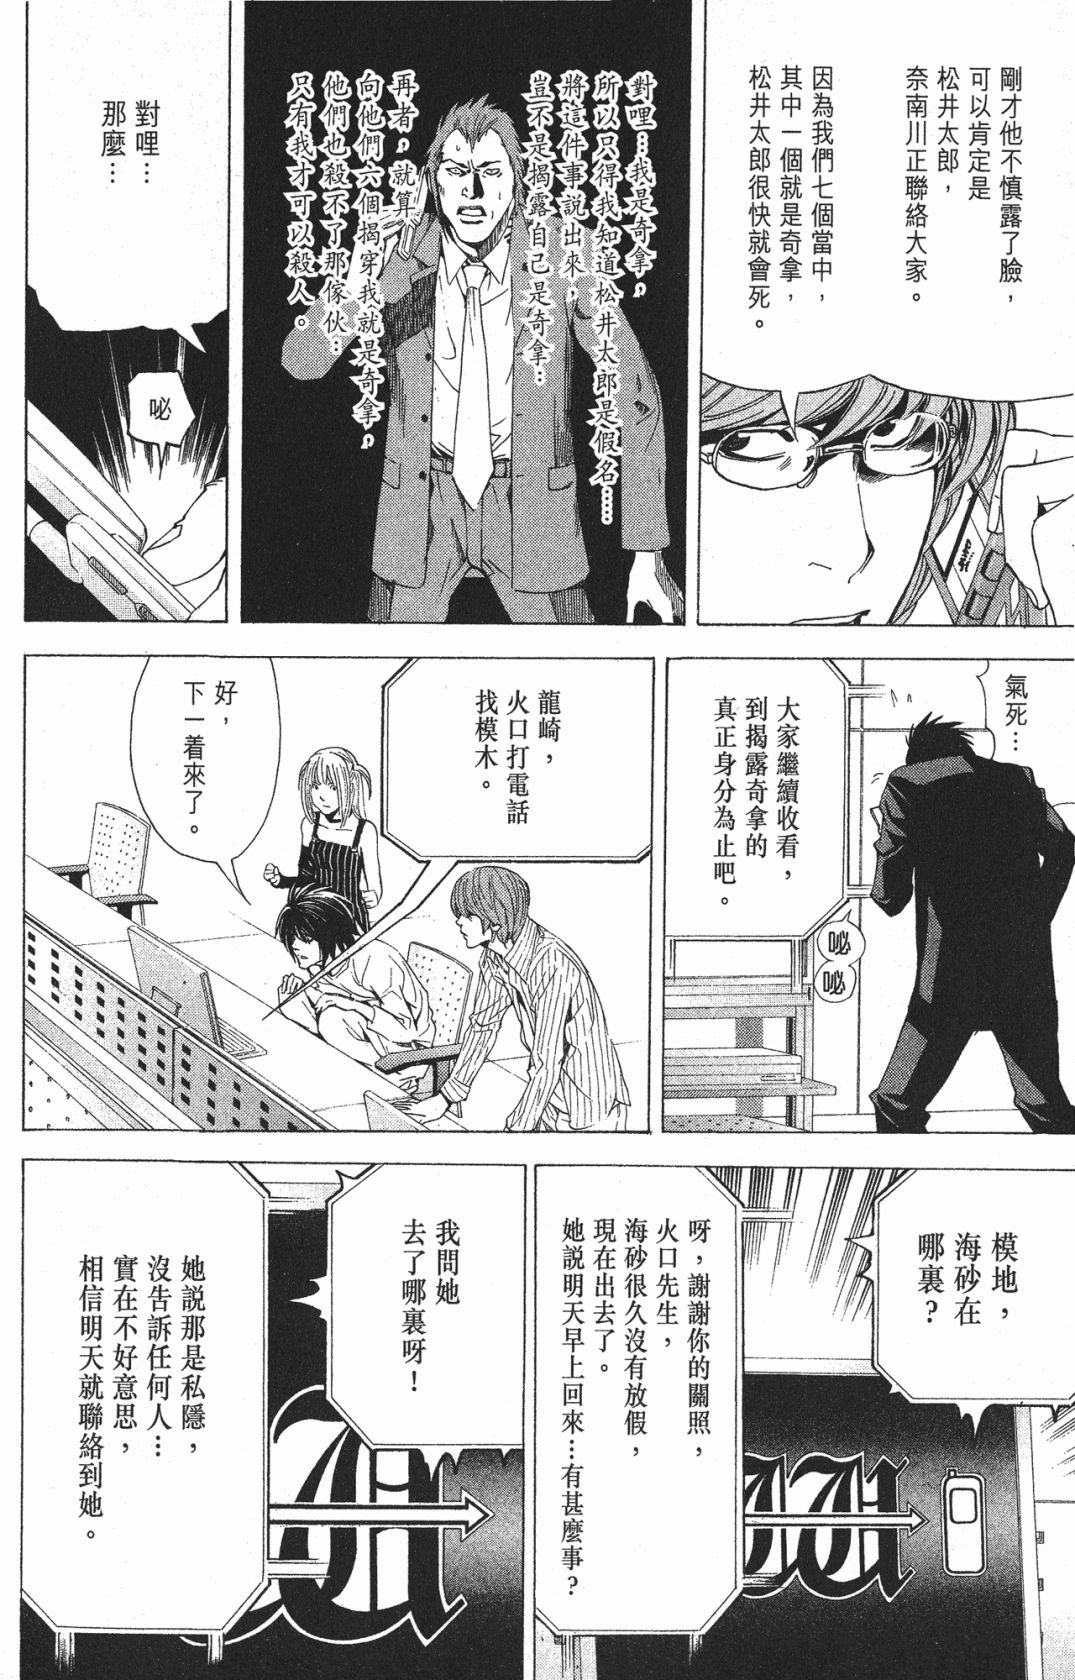 剛才他不慎露了臉，
可以肯定是
松井太郎，
奈南川正聯絡大家。
因為我們七個當中，
其中一個就是奇拿，
松井太郎很快就會死。
對哩…我是奇拿，
所以只得我知道松井太郎是假名……
將這件事說出來，
豈不是揭露自己是奇拿…
再者，就算
向他們六個揭穿我就是奇拿，
他們也殺不了那傢伙…
只有我才可以殺人。
對哩…
那麼…
咇
氣死…
大家繼續收看，
到揭露奇拿的
真正身分為止吧。
咇
咇
龍崎，
火口打電話
找模木。
好，
下一着來了。
模地，
海砂在
哪裏？
呀，謝謝你的關照，
火口先生，
海砂很久沒有放假，
現在出去了。
她說明天早上回來…有甚麼事？
我問她
去了哪裏呀！
她說那是私隱，
沒告訴任何人…
實在不好意思，
相信明天就聯絡到她。